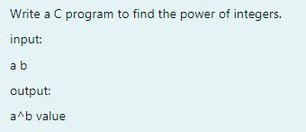 Write a C program to find the power of integers.
input:
a b
output:
a^b value